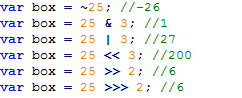 var box = ~25; //-26
var box = 25 & 3; //1
var box = 25 | 3; //27
var box = 25 << 3; //200
var box = 25 >> 2; //6
var box = 25 >>> 2; //6